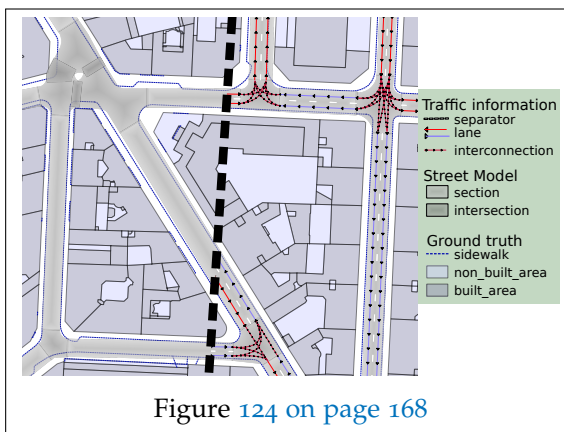 Traffic information
separator
lane
interconnection
Street Model
section
intersection
Ground truth
sidewalk
non_built_area
built_area
Figure 124 on page 168